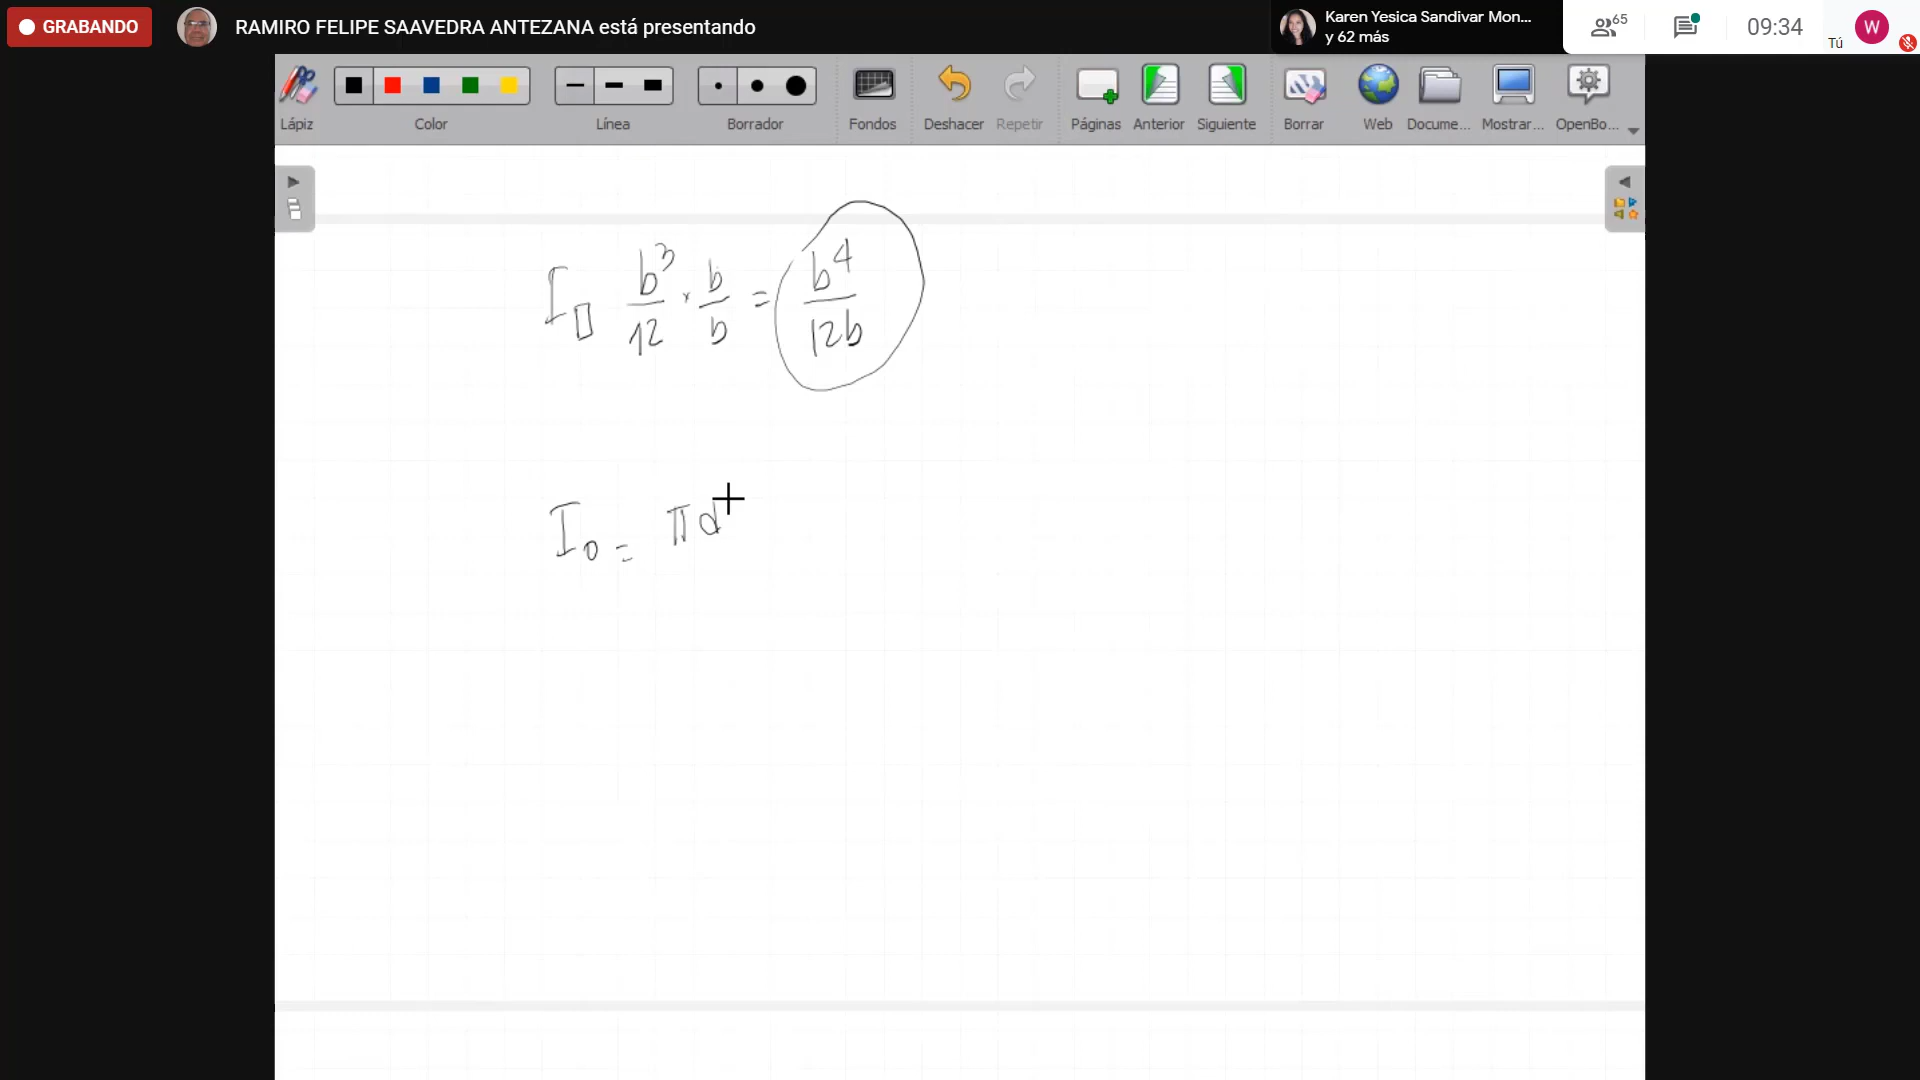 GRABANDO
RAMIRO FELIPE SAAVEDRA ANTEZANA está presentando
Karen Yesica Sandivar Mon...
y 62 más
65
09:34
Tú
W
Lápiz Color Línea Borrador Fondos Deshacer Repetir Páginas Anterior Siguiente Borrar Web Docume... Mostrar... OpenBo...
I▯ b³/12 · b/b = b⁴/12b
I₀ = πd